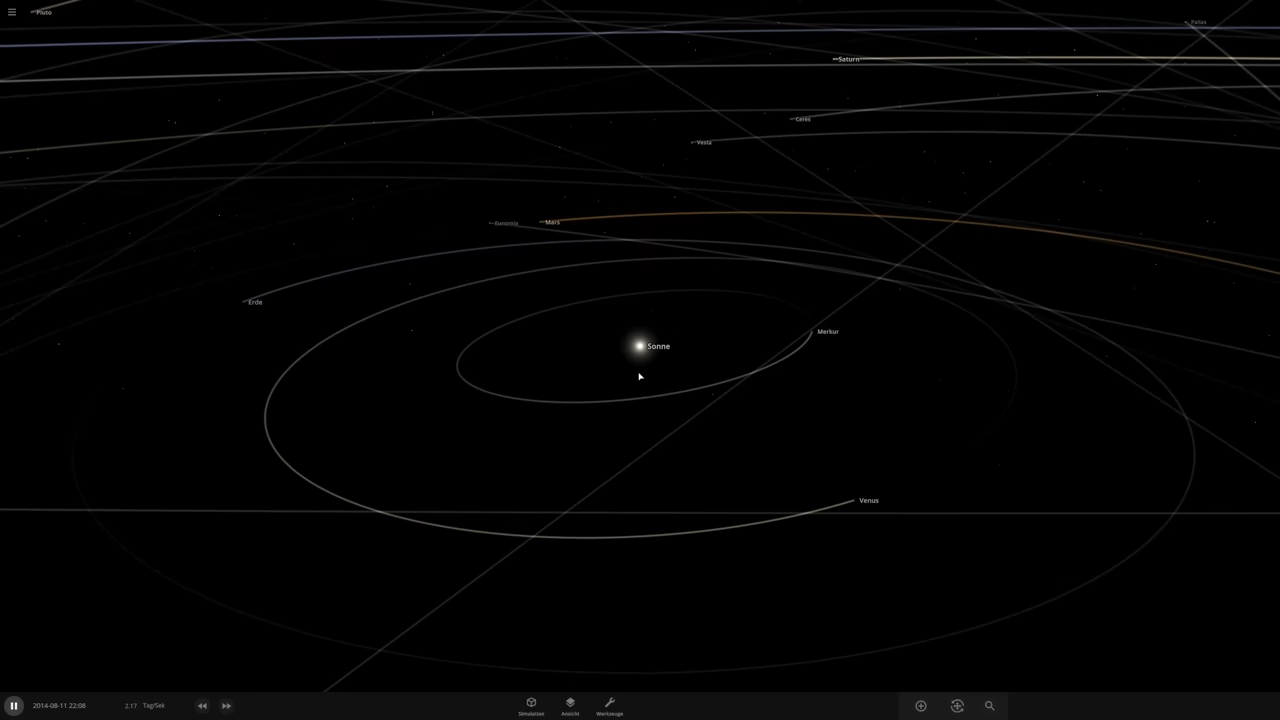 Pluto
Pallas
Saturn
Ceres
Vesta
Eunomia
Mars
Erde
Merkur
Sonne
Venus
2014-08-11 22:08
2.17 Tag/Sek
Simulation
Ansicht
Werkzeuge